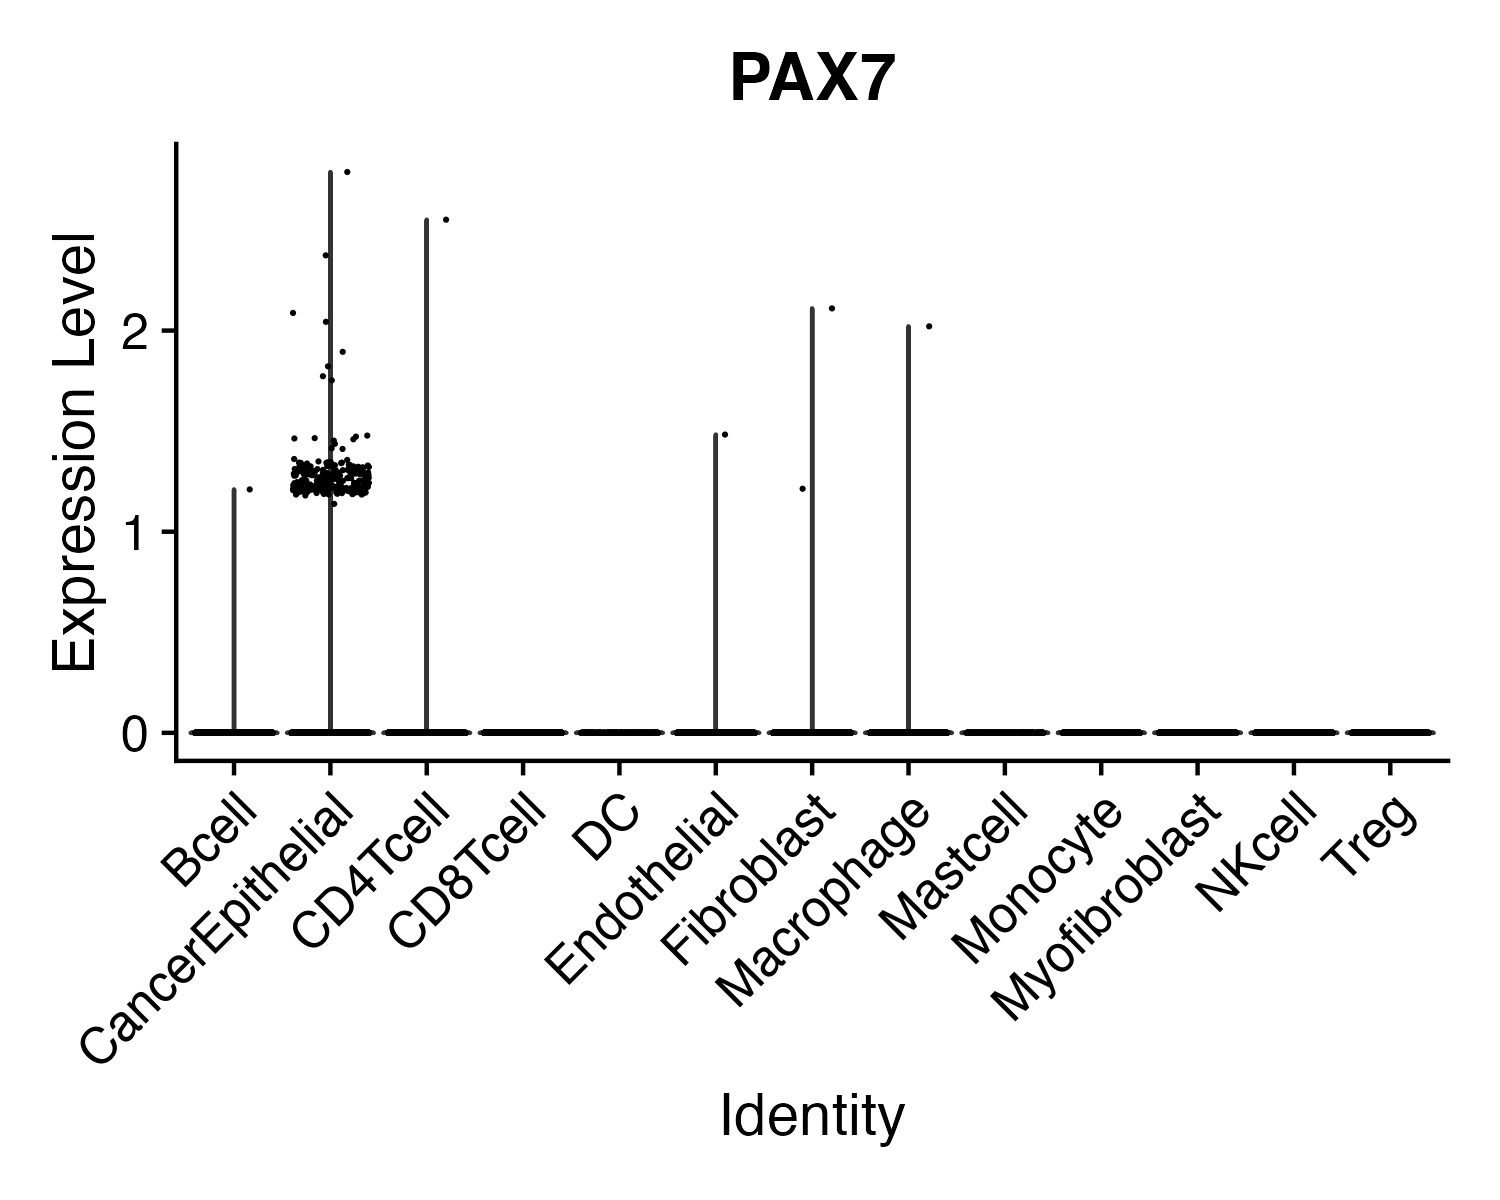 PAX7
Expression Level
2
1
0
Bcell
CancerEpithelial
CD4Tcell
CD8Tcell
DC
Endothelial
Fibroblast
Macrophage
Mastcell
Monocyte
Myofibroblast
NKcell
Treg
Identity